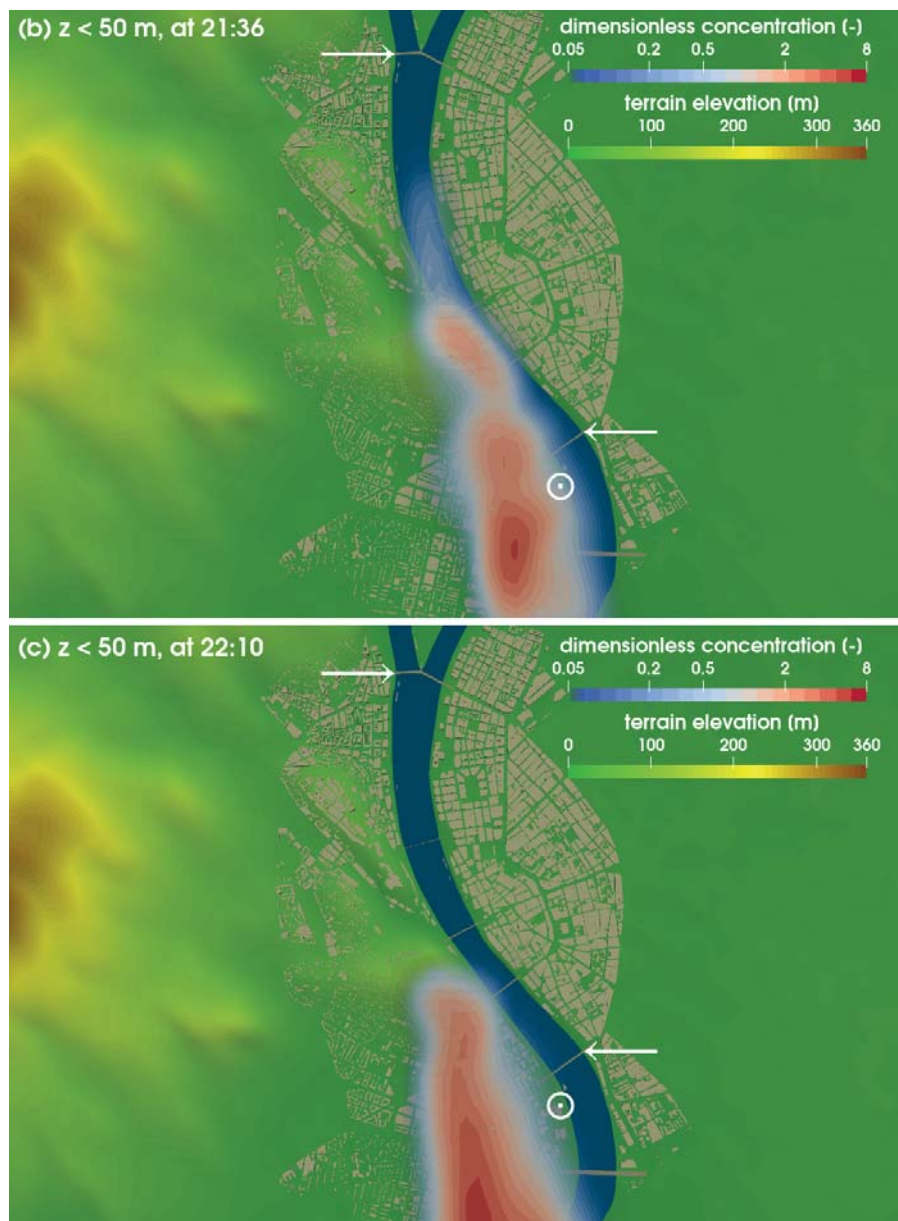 (b) z < 50 m, at 21:36
dimensionless concentration (-)
0.05 0.2 0.5 2 8
terrain elevation (m)
0 100 200 300 360
(c) z < 50 m, at 22:10
dimensionless concentration (-)
0.05 0.2 0.5 2 8
terrain elevation (m)
0 100 200 300 360